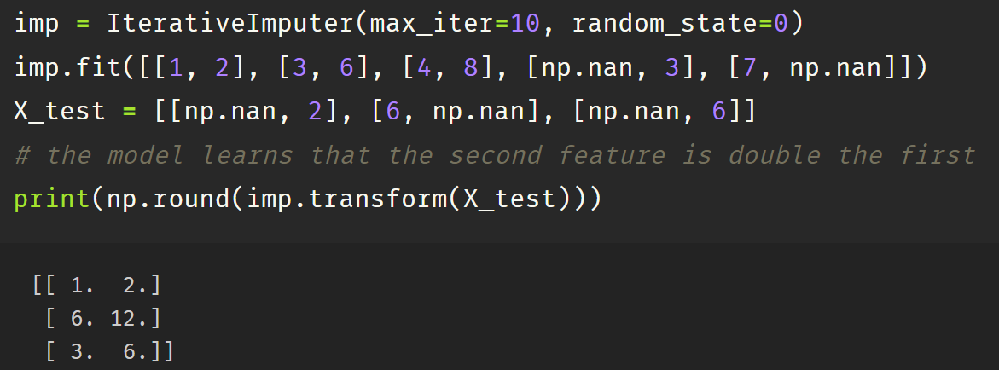 imp = IterativeImputer(max_iter=10, random_state=0)
imp.fit([[1, 2], [3, 6], [4, 8], [np.nan, 3], [7, np.nan]])
X_test = [[np.nan, 2], [6, np.nan], [np.nan, 6]]
# the model learns that the second feature is double the first
print(np.round(imp.transform(X_test)))
[[ 1.  2.]
 [ 6. 12.]
 [ 3.  6.]]